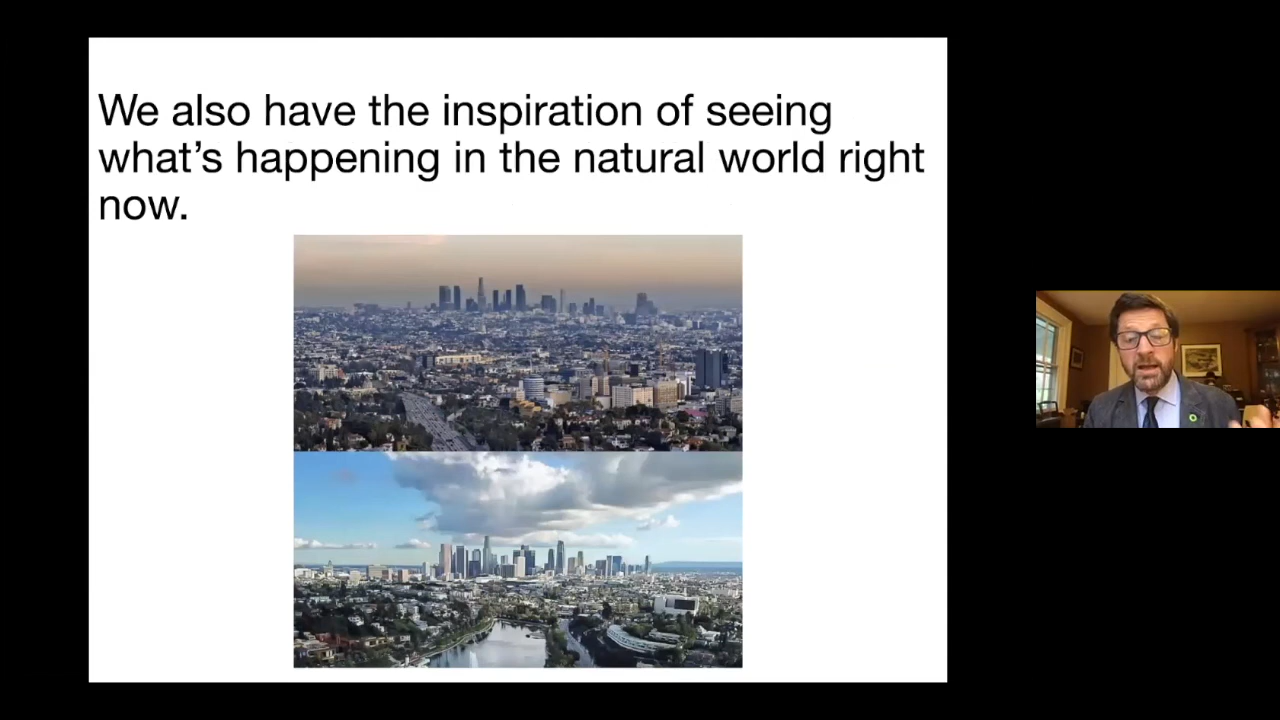 We also have the inspiration of seeing
what’s happening in the natural world right
now.